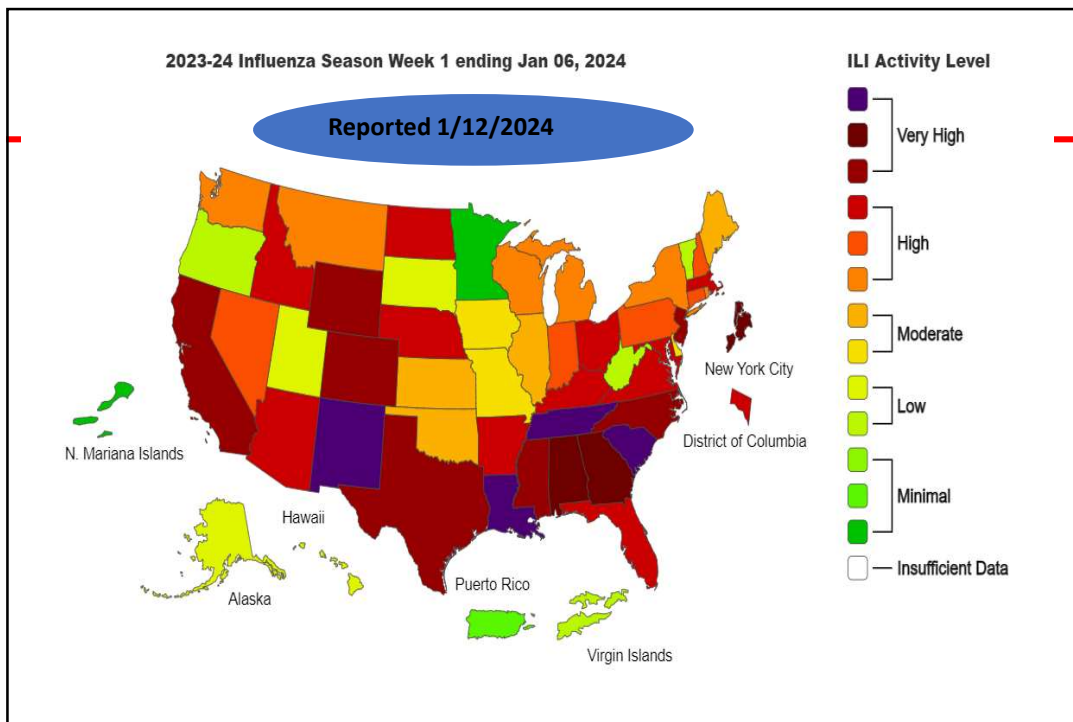 2023-24 Influenza Season Week 1 ending Jan 06, 2024
ILI Activity Level
Reported 1/12/2024
Very High
High
Moderate
Low
Minimal
Insufficient Data
New York City
District of Columbia
N. Mariana Islands
Hawaii
Alaska
Puerto Rico
Virgin Islands